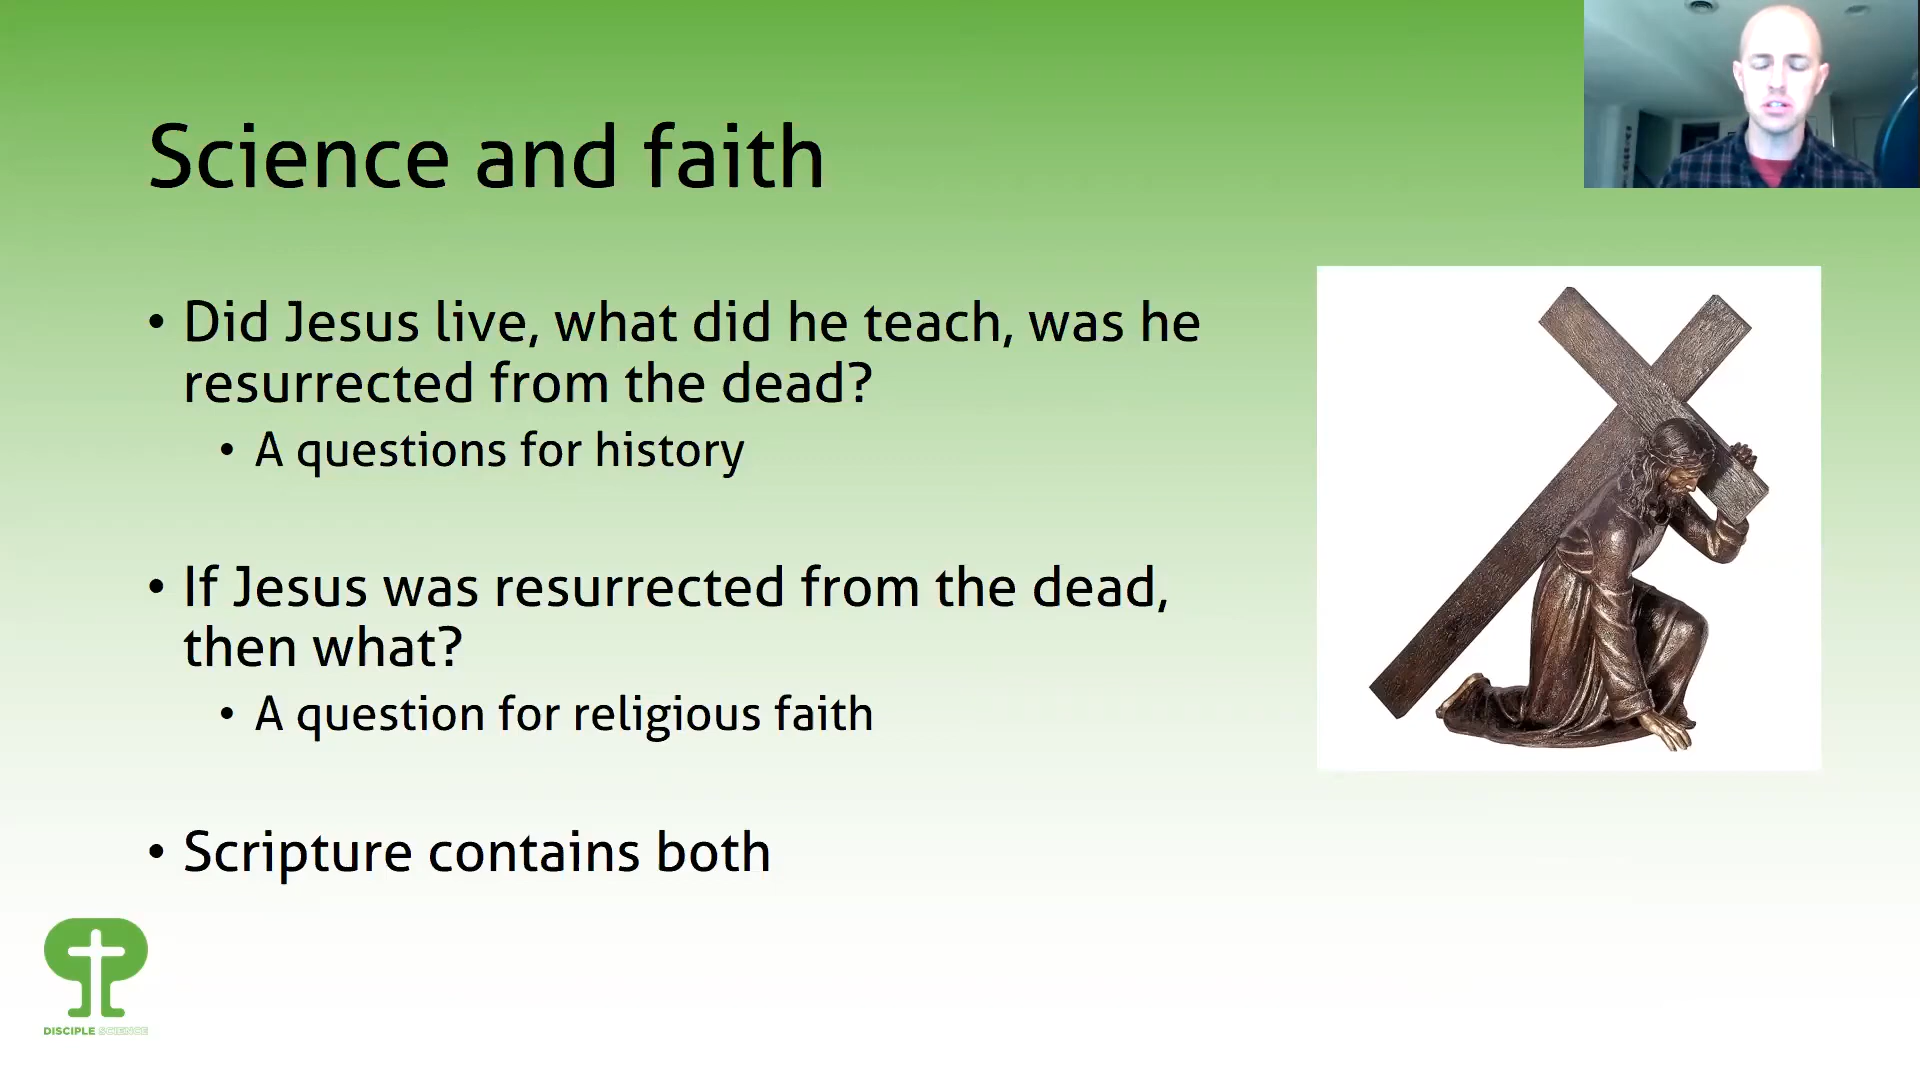 Science and faith
• Did Jesus live, what did he teach, was he
resurrected from the dead?
• A questions for history
• If Jesus was resurrected from the dead,
then what?
• A question for religious faith
• Scripture contains both
DISCIPLE SCIENCE